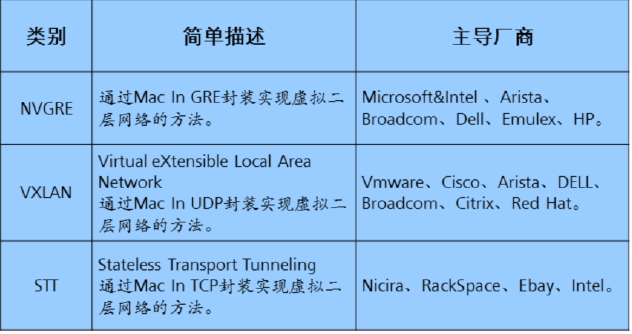 类别
简单描述
主导厂商
NVGRE
通过Mac In GRE封装实现虚拟二
层网络的方法。
Microsoft&Intel 、Arista、
Broadcom、Dell、Emulex、HP。
VXLAN
Virtual eXtensible Local Area
Network
通过Mac In UDP封装实现虚拟二
层网络的方法。
Vmware、Cisco、Arista、DELL、
Broadcom、Citrix、Red Hat。
STT
Stateless Transport Tunneling
通过Mac In TCP封装实现虚拟二
层网络的方法。
Nicira、RackSpace、Ebay、Intel。